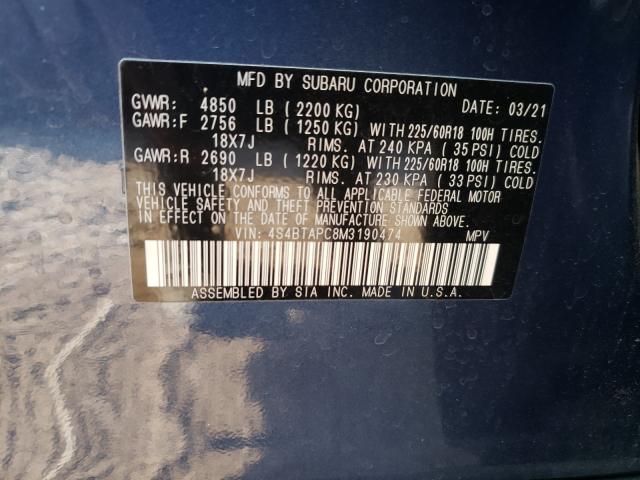 MFD BY SUBARU CORPORATION
GVWR: 4850 LB (2200 KG) DATE: 03/21
GAWR:F 2756 LB (1250 KG) WITH 225/60R18 100H TIRES.
18X7J RIMS. AT 240 KPA (35 PSI) COLD
GAWR:R 2690 LB (1220 KG) WITH 225/60R18 100H TIRES.
18X7J RIMS. AT 230 KPA (33 PSI) COLD
THIS VEHICLE CONFORMS TO ALL APPLICABLE FEDERAL MOTOR
VEHICLE SAFETY AND THEFT PREVENTION STANDARDS
IN EFFECT ON THE DATE OF MANUFACTURE SHOWN ABOVE.
VIN: 4S4BTAPC8M3190474 MPV
ASSEMBLED BY SIA INC. MADE IN U.S.A.